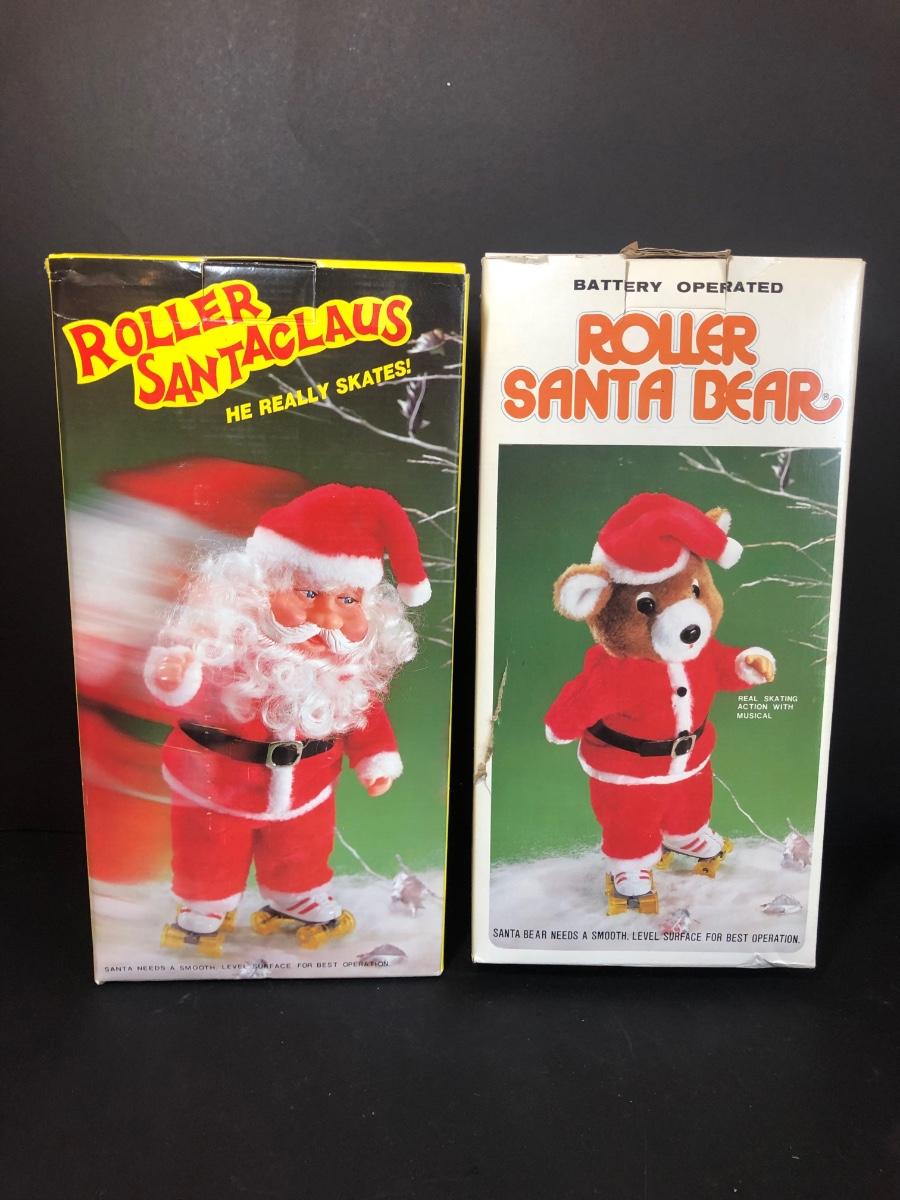 ROLLER
SANTACLAUS
HE REALLY SKATES!
SANTA NEEDS A SMOOTH, LEVEL SURFACE FOR BEST OPERATION.
BATTERY OPERATED
ROLLER
SANTA BEAR®
REAL SKATING
ACTION WITH
MUSICAL
SANTA BEAR NEEDS A SMOOTH, LEVEL SURFACE FOR BEST OPERATION.